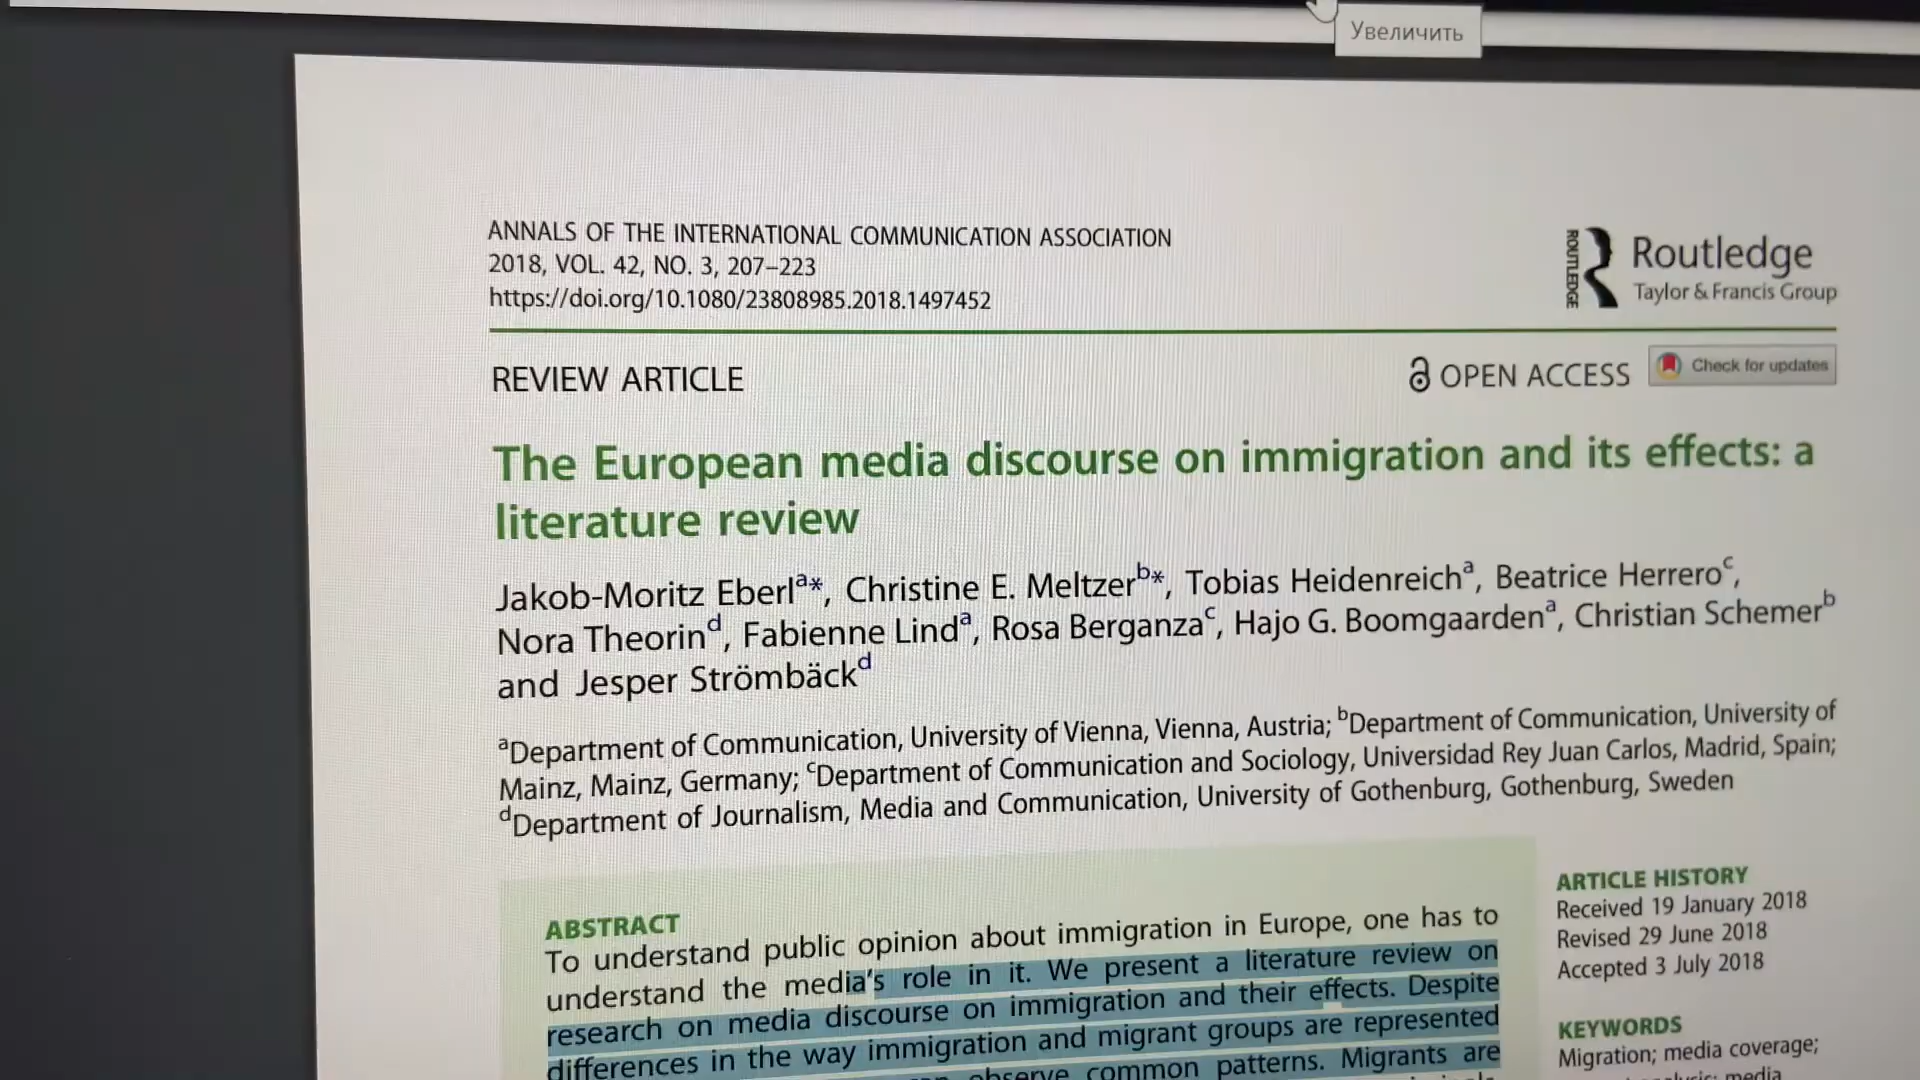 Увеличить
ANNALS OF THE INTERNATIONAL COMMUNICATION ASSOCIATION
2018, VOL. 42, NO. 3, 207–223
https://doi.org/10.1080/23808985.2018.1497452
ROUTLEDGE
Routledge
Taylor & Francis Group
REVIEW ARTICLE
OPEN ACCESS
Check for updates
The European media discourse on immigration and its effects: a
literature review
Jakob-Moritz Eberlᵃ*, Christine E. Meltzerᵇ*, Tobias Heidenreichᵃ, Beatrice Herreroᶜ,
Nora Theorinᵈ, Fabienne Lindᵃ, Rosa Berganzaᶜ, Hajo G. Boomgaardenᵃ, Christian Schemerᵇ
and Jesper Strömbäckᵈ
ᵃDepartment of Communication, University of Vienna, Vienna, Austria; ᵇDepartment of Communication, University of
Mainz, Mainz, Germany; ᶜDepartment of Communication and Sociology, Universidad Rey Juan Carlos, Madrid, Spain;
ᵈDepartment of Journalism, Media and Communication, University of Gothenburg, Gothenburg, Sweden
ABSTRACT
To understand public opinion about immigration in Europe, one has to
understand the media's role in it. We present a literature review on
research on media discourse on immigration and their effects. Despite
differences in the way immigration and migrant groups are represented
observe common patterns. Migrants are
ARTICLE HISTORY
Received 19 January 2018
Revised 29 June 2018
Accepted 3 July 2018
KEYWORDS
Migration; media coverage;
media